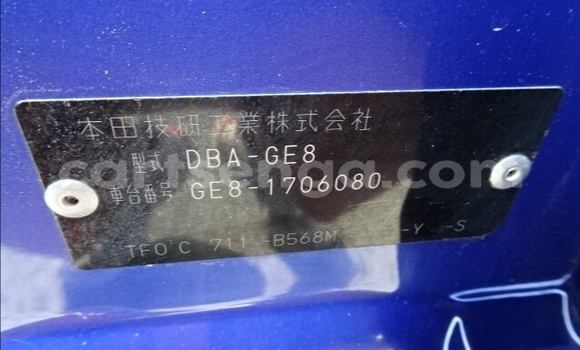 本田技研工業株式会社
型式 DBA-GE8
車台番号 GE8-1706080
TFO C 711 -B568M -Y -S